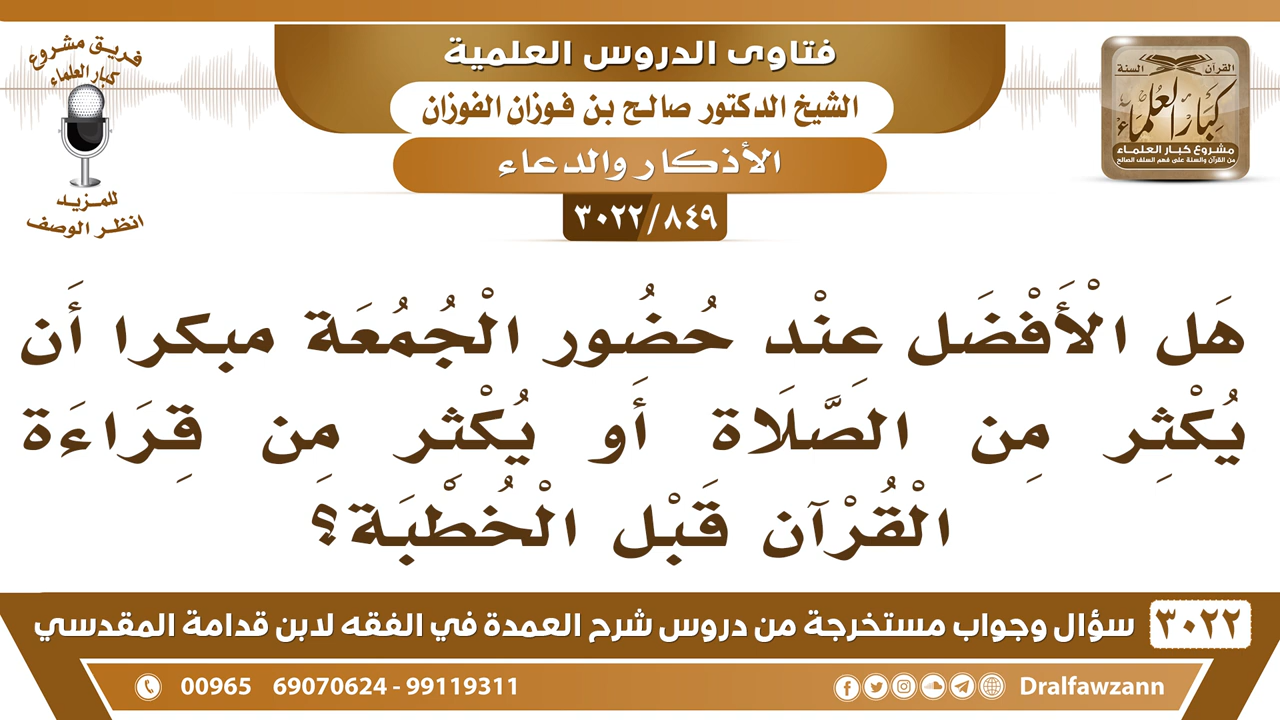 فتاوى الدروس العلمية
الشيخ الدكتور صالح بن فوزان الفوزان
الأذكار والدعاء
٣٠٢٢/٨٤٩
فريق مشروع
كبار العلماء
للمزيد
انظر الوصف
القرآن السنة
كبار العلماء
مشروع كبار العلماء
من القرآن والسنة على فهم السلف الصالح
هَل الْأَفْضَل عِنْد حُضُور الْجُمُعَة مبكرا أَن
يُكْثِر مِن الصَّلَاة أَو يُكْثر مِن قِرَاءَة
الْقُرْآن قَبْل الْخُطْبَة؟
٣٠٢٢ سؤال وجواب مستخرجة من دروس شرح العمدة في الفقه لابن قدامة المقدسي
00965 69070624 - 99119311
Dralfawzann